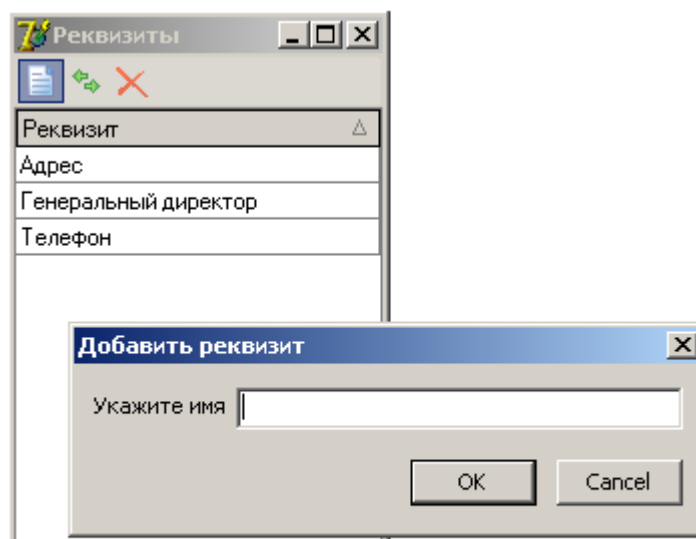 Реквизиты
Реквизит
Адрес
Генеральный директор
Телефон
Добавить реквизит
Укажите имя
OK Cancel